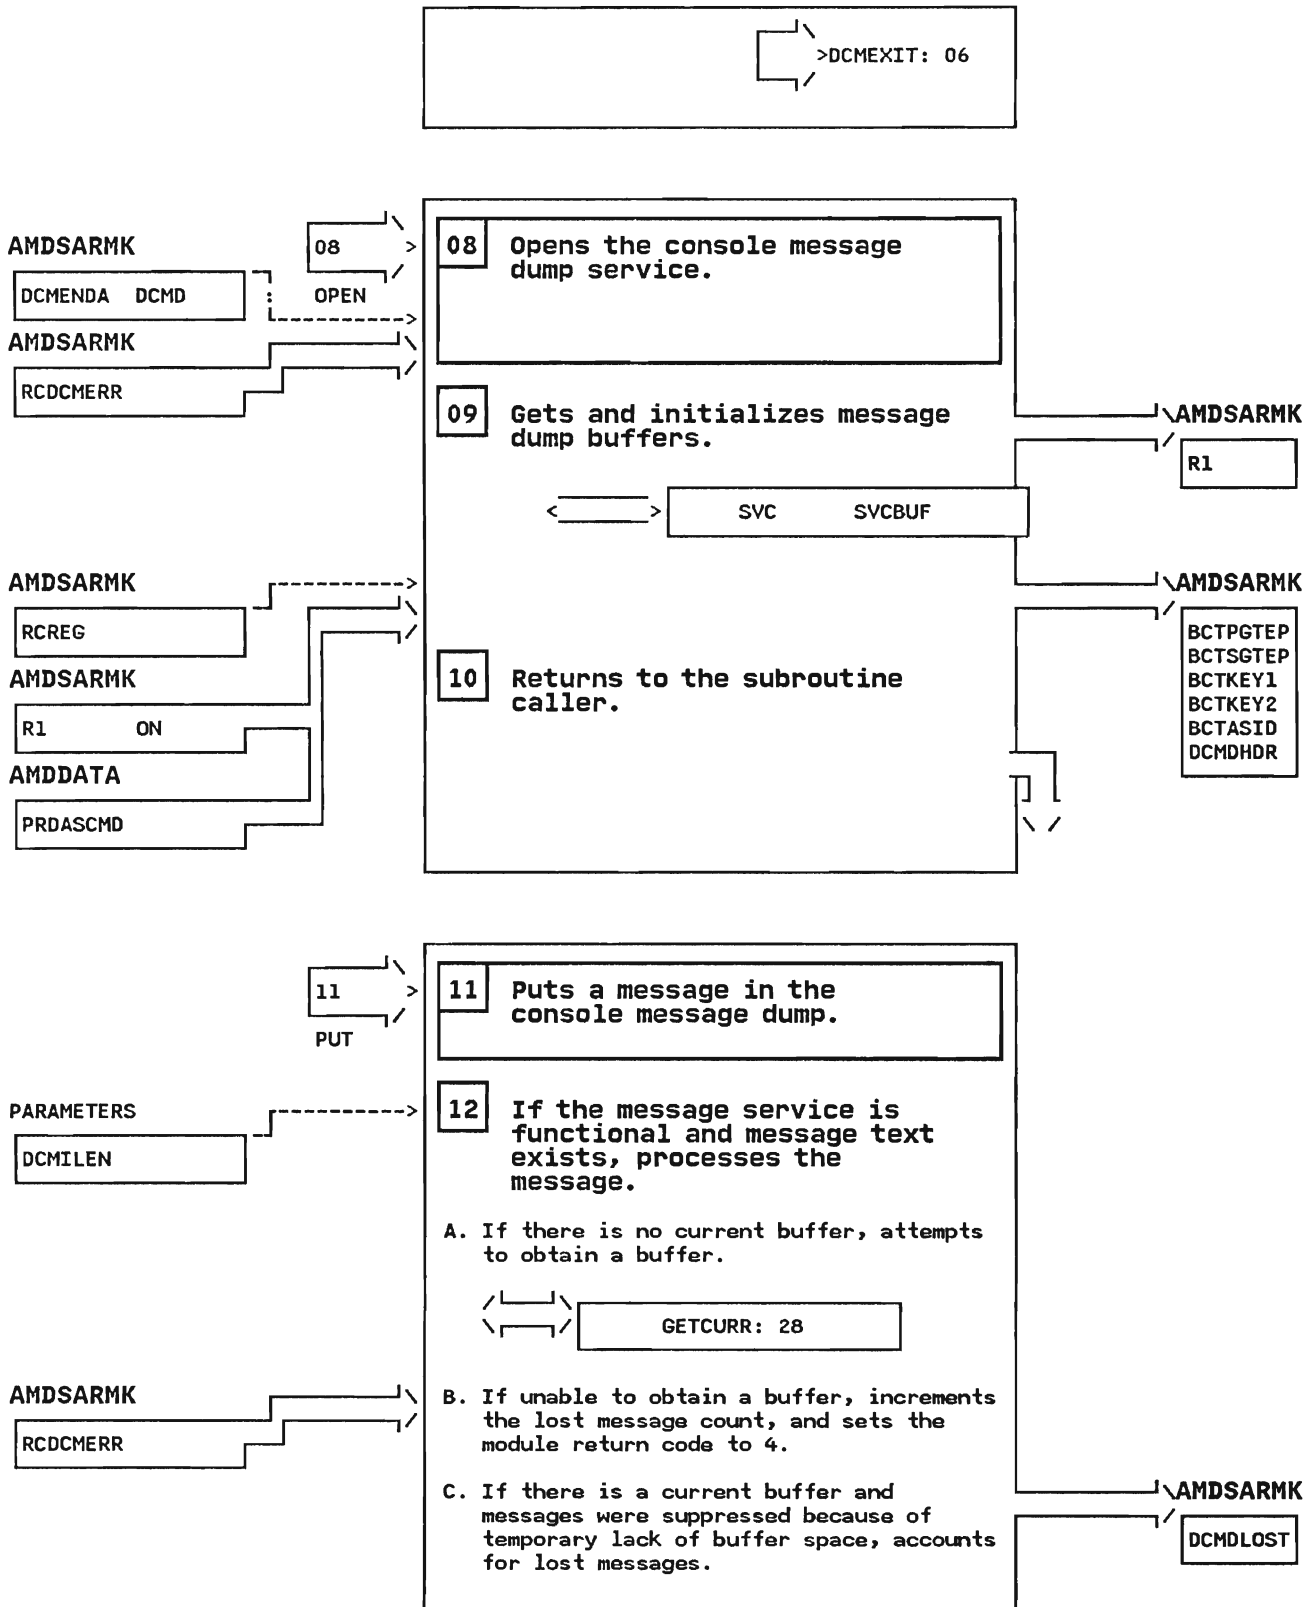 >DCMEXIT: 06
AMDSARMK
08
>
OPEN
DCMENDA DCMD
AMDSARMK
RCDCMERR
08 Opens the console message
dump service.
09 Gets and initializes message
dump buffers.
AMDSARMK
R1
SVC SVCBUF
AMDSARMK
RCREG
AMDSARMK
R1 ON
AMDDATA
PRDASCMD
10 Returns to the subroutine
caller.
AMDSARMK
BCTPGTEP
BCTSGTEP
BCTKEY1
BCTKEY2
BCTASID
DCMDHDR
11
>
PUT
11 Puts a message in the
console message dump.
PARAMETERS
DCMILEN
12 If the message service is
functional and message text
exists, processes the
message.
A. If there is no current buffer, attempts
to obtain a buffer.
GETCURR: 28
AMDSARMK
RCDCMERR
B. If unable to obtain a buffer, increments
the lost message count, and sets the
module return code to 4.
C. If there is a current buffer and
messages were suppressed because of
temporary lack of buffer space, accounts
for lost messages.
AMDSARMK
DCMDLOST